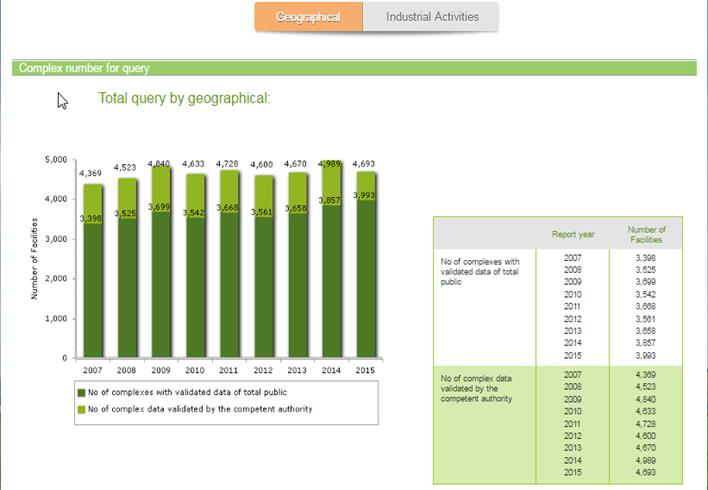 Geographical
Industrial Activities
Complex number for query
Total query by geographical:
Number of Facilities
5,000
4,000
3,000
2,000
1,000
0
4,369
4,523
4,840
4,633
4,728
4,600
4,670
4,989
4,693
3,398
3,525
3,699
3,542
3,668
3,561
3,658
3,857
3,993
2007 2008 2009 2010 2011 2012 2013 2014 2015
No of complexes with validated data of total public
No of complex data validated by the competent authority
Report year
Number of
Facilities
No of complexes with
validated data of total
public
2007 3,398
2008 3,525
2009 3,699
2010 3,542
2011 3,668
2012 3,561
2013 3,658
2014 3,857
2015 3,993
No of complex data
validated by the
competent authority
2007 4,369
2008 4,523
2009 4,840
2010 4,633
2011 4,728
2012 4,600
2013 4,670
2014 4,989
2015 4,693